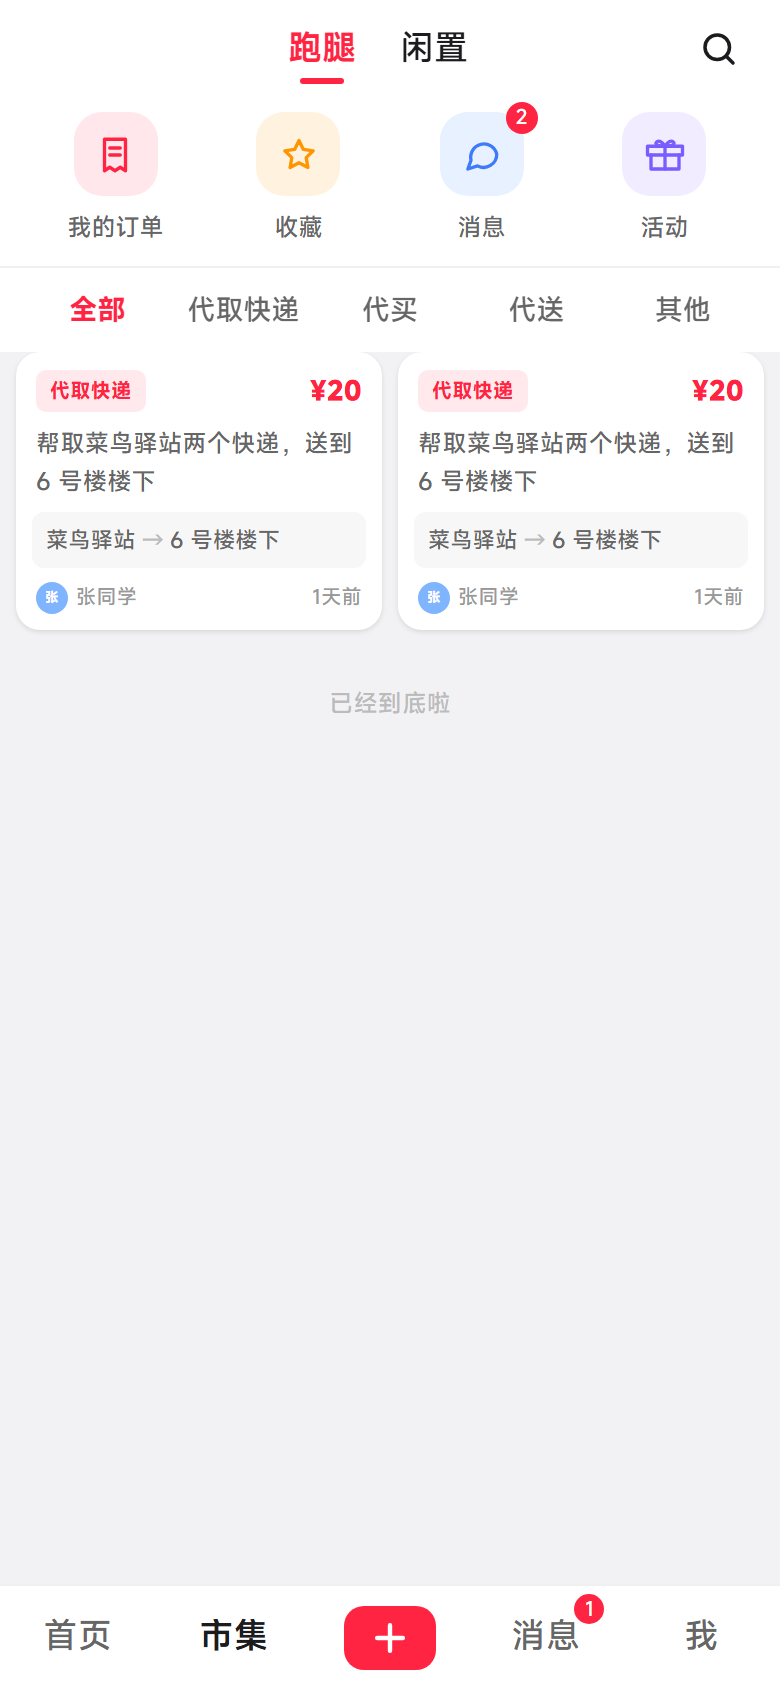 跑腿 闲置
2
我的订单 收藏 消息 活动
全部 代取快递 代买 代送 其他
代取快递 ¥20
帮取菜鸟驿站两个快递，送到
6 号楼楼下
菜鸟驿站 → 6 号楼楼下
张 张同学 1天前
代取快递 ¥20
帮取菜鸟驿站两个快递，送到
6 号楼楼下
菜鸟驿站 → 6 号楼楼下
张 张同学 1天前
已经到底啦
首页 市集 消息 1 我